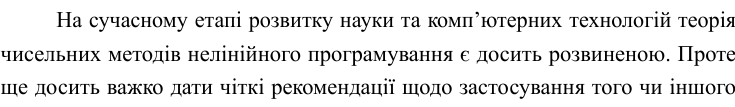 На сучасному етапі розвитку науки та комп’ютерних технологій теорія
чисельних методів нелінійного програмування є досить розвиненою. Проте
ще досить важко дати чіткі рекомендації щодо застосування того чи іншого